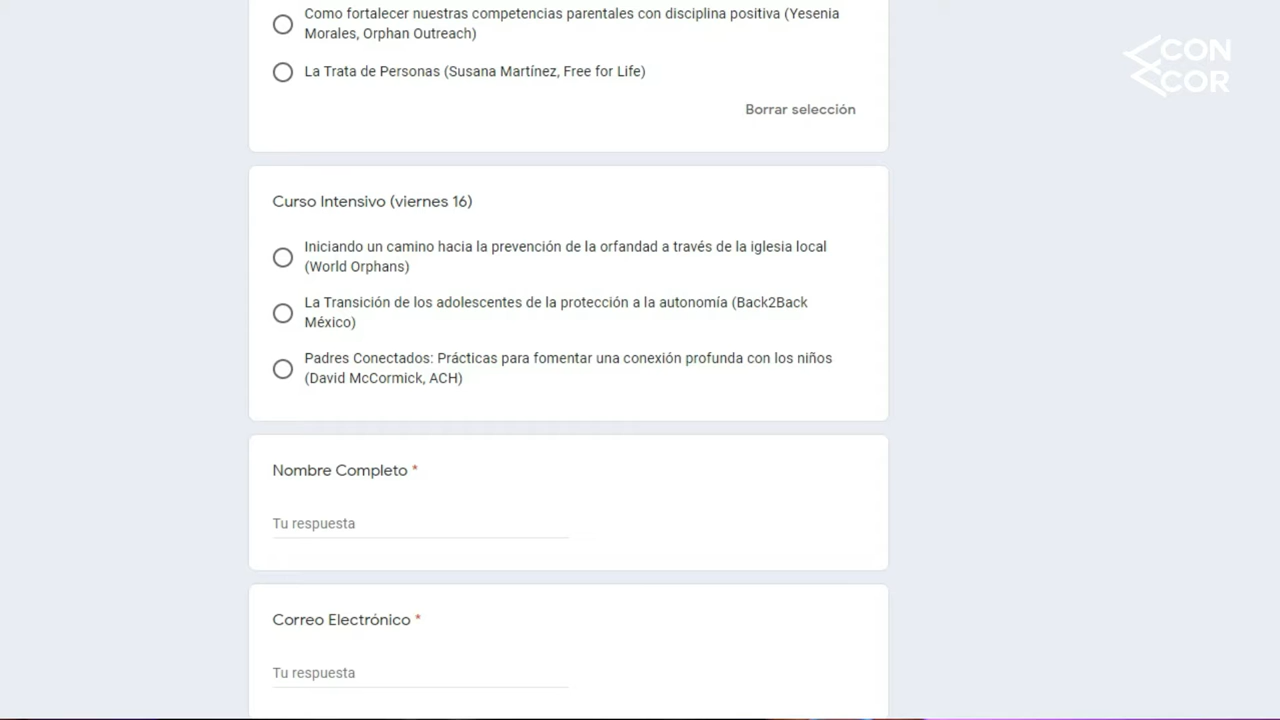 Como fortalecer nuestras competencias parentales con disciplina positiva (Yesenia
Morales, Orphan Outreach)
La Trata de Personas (Susana Martínez, Free for Life)
Borrar selección
CON
COR
Curso Intensivo (viernes 16)
Iniciando un camino hacia la prevención de la orfandad a través de la iglesia local
(World Orphans)
La Transición de los adolescentes de la protección a la autonomía (Back2Back
México)
Padres Conectados: Prácticas para fomentar una conexión profunda con los niños
(David McCormick, ACH)
Nombre Completo *
Tu respuesta
Correo Electrónico *
Tu respuesta